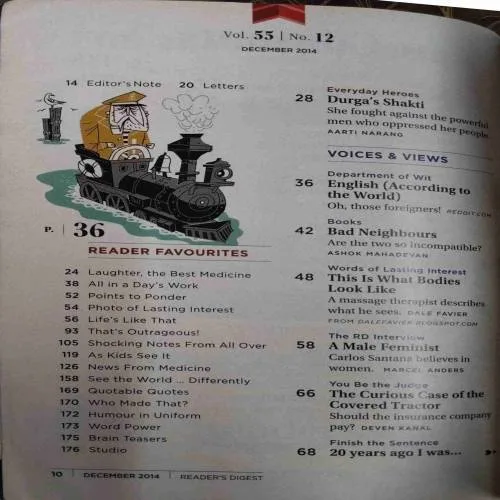 Vol. 55 | No. 12
DECEMBER 2014
14 Editor's Note 20 Letters
P. | 36
READER FAVOURITES
24 Laughter, the Best Medicine
38 All in a Day's Work
52 Points to Ponder
54 Photo of Lasting Interest
56 Life's Like That
93 That's Outrageous!
105 Shocking Notes From All Over
119 As Kids See It
126 News From Medicine
158 See the World ... Differently
169 Quotable Quotes
170 Who Made That?
172 Humour in Uniform
173 Word Power
175 Brain Teasers
176 Studio
Everyday Heroes
28 Durga's Shakti
She fought against the powerful
men who oppressed her people
AARTI NARANG
VOICES & VIEWS
Department of Wit
36 English (According to
the World)
Oh, those foreigners! REDDIT.COM
Books
42 Bad Neighbours
Are the two so incompatible?
ASHOK MAHADEVAN
Words of Lasting Interest
48 This Is What Bodies
Look Like
A massage therapist describes
what he sees. DALE FAVIER
FROM DALEFAVIER.BLOGSPOT.COM
The RD Interview
58 A Male Feminist
Carlos Santana believes in
women. MARCEL ANDERS
You Be the Judge
66 The Curious Case of the
Covered Tractor
Should the insurance company
pay? DEVEN KANAL
Finish the Sentence
68 20 years ago I was...
10 | DECEMBER 2014 | READER'S DIGEST